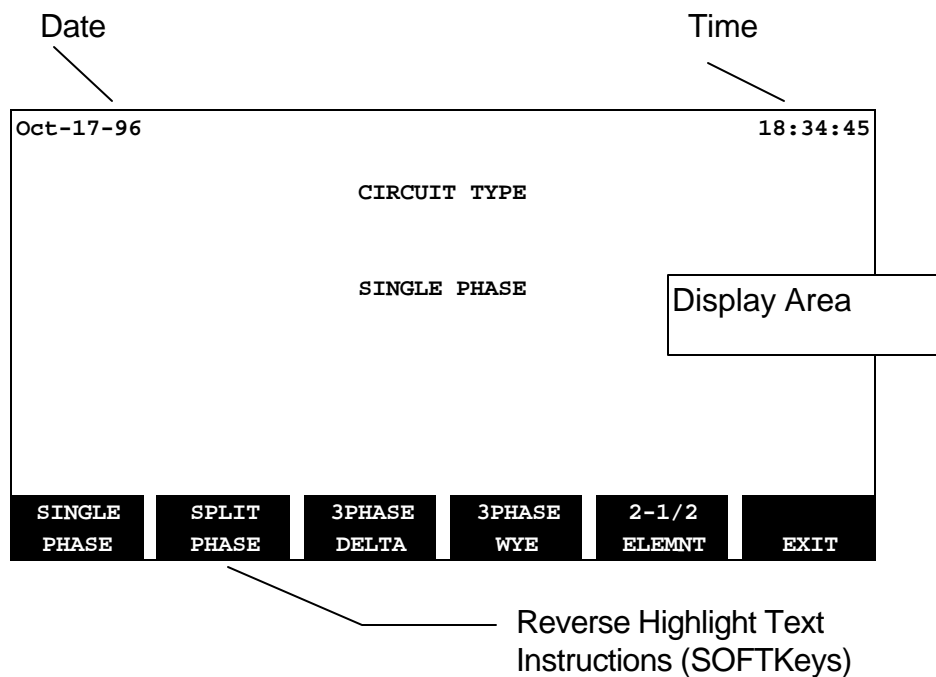 Date Time
Oct-17-96 18:34:45
CIRCUIT TYPE
SINGLE PHASE
Display Area
SINGLE SPLIT 3PHASE 3PHASE 2-1/2
PHASE PHASE DELTA WYE ELEMNT EXIT
Reverse Highlight Text
Instructions (SOFTKeys)